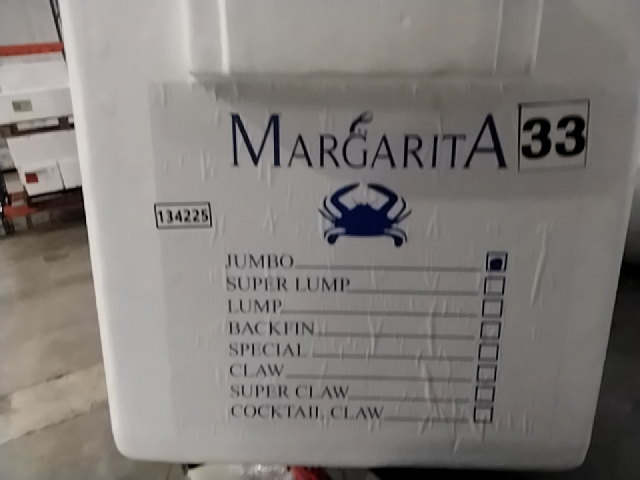 MARGARITA 33
134225
JUMBO
SUPER LUMP
LUMP
BACKFIN
SPECIAL
CLAW
SUPER CLAW
COCKTAIL CLAW